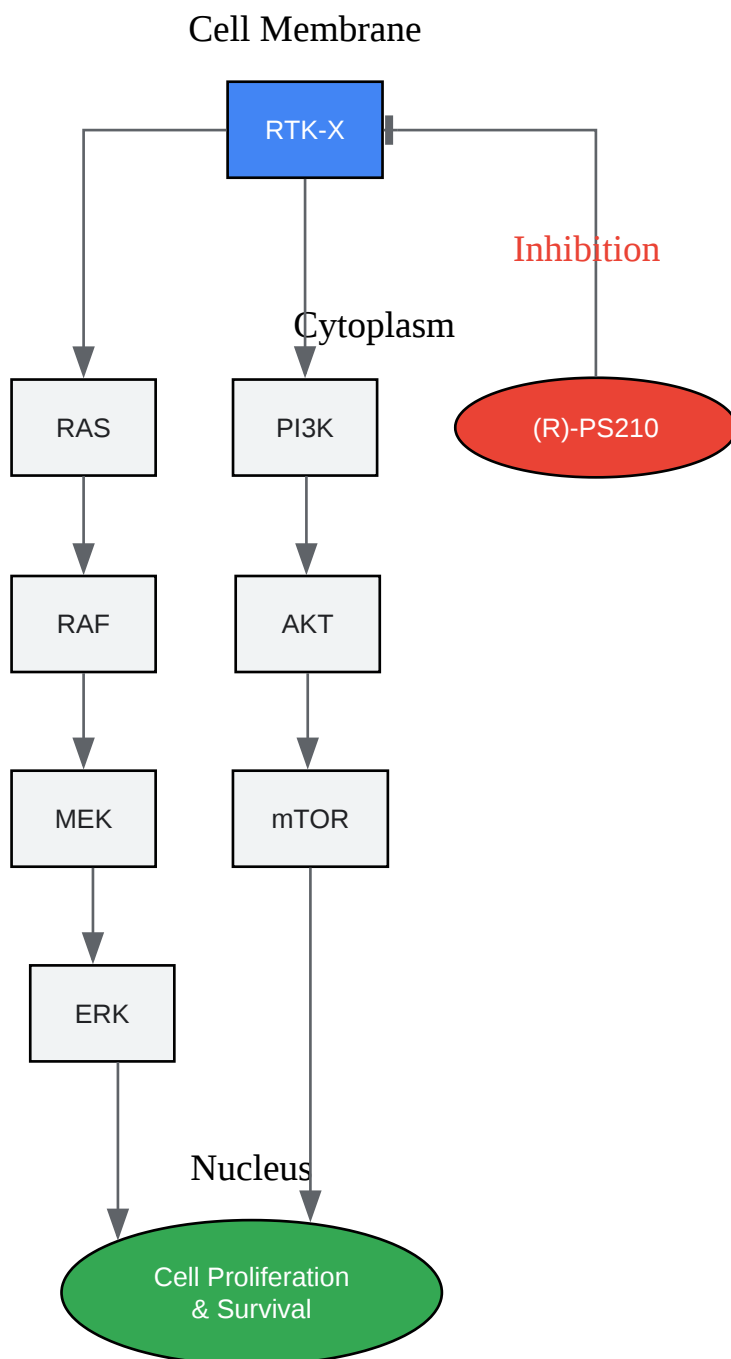 Cell Membrane
RTK-X
Inhibition
Cytoplasm
RAS
PI3K
(R)-PS210
RAF
AKT
MEK
mTOR
ERK
Nucleus
Cell Proliferation
& Survival